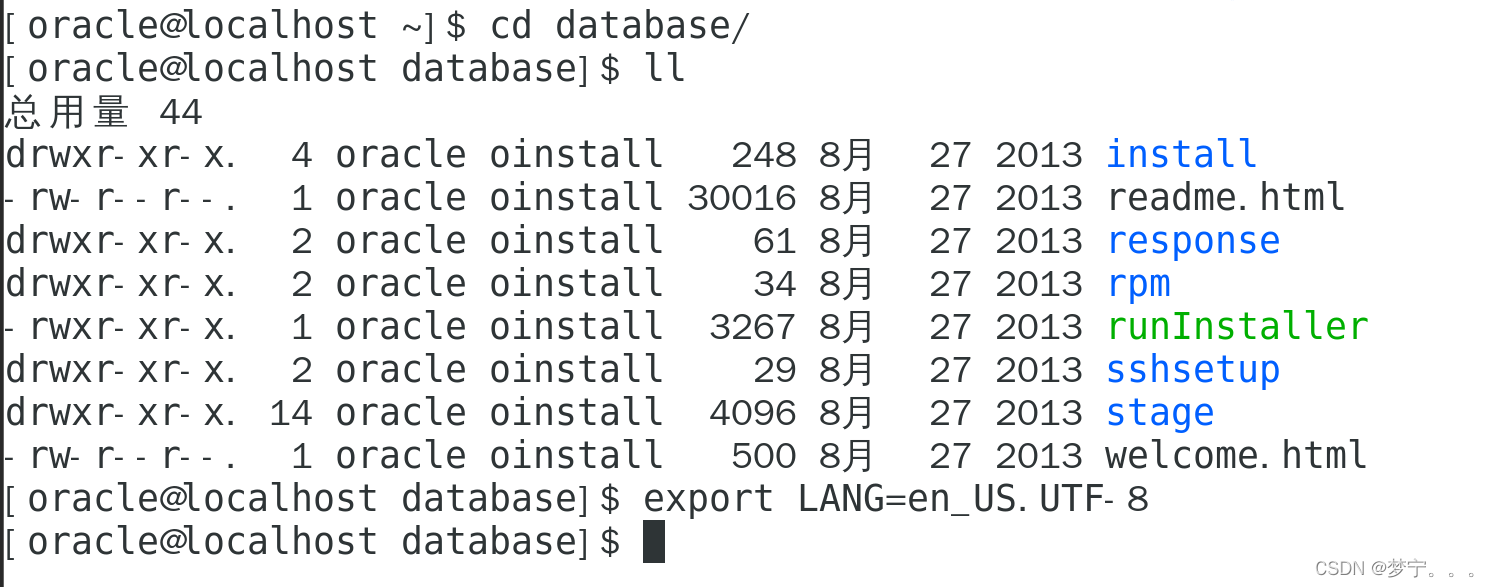 [oracle@localhost ~]$ cd database/
[oracle@localhost database]$ ll
总用量 44
drwxr-xr-x.  4 oracle oinstall   248 8月  27 2013 install
-rw-r--r--.  1 oracle oinstall 30016 8月  27 2013 readme.html
drwxr-xr-x.  2 oracle oinstall    61 8月  27 2013 response
drwxr-xr-x.  2 oracle oinstall    34 8月  27 2013 rpm
-rwxr-xr-x.  1 oracle oinstall  3267 8月  27 2013 runInstaller
drwxr-xr-x.  2 oracle oinstall    29 8月  27 2013 sshsetup
drwxr-xr-x. 14 oracle oinstall  4096 8月  27 2013 stage
-rw-r--r--.  1 oracle oinstall   500 8月  27 2013 welcome.html
[oracle@localhost database]$ export LANG=en_US.UTF-8
[oracle@localhost database]$
CSDN @梦宁。。。